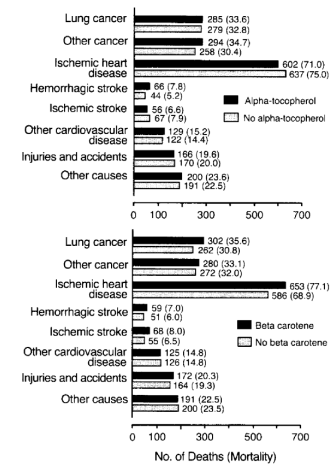 Lung cancer
285 (33.6)
279 (32.8)
Other cancer
294 (34.7)
258 (30.4)
Ischemic heart
disease
602 (71.0)
637 (75.0)
Hemorrhagic stroke
66 (7.8)
44 (5.2)
Ischemic stroke
56 (6.6)
67 (7.9)
Other cardiovascular
disease
129 (15.2)
122 (14.4)
Injuries and accidents
166 (19.6)
170 (20.0)
Other causes
200 (23.6)
191 (22.5)
Alpha-tocopherol
No alpha-tocopherol
0 100 200 400 700
Lung cancer
302 (35.6)
262 (30.8)
Other cancer
280 (33.1)
272 (32.0)
Ischemic heart
disease
653 (77.1)
586 (68.9)
Hemorrhagic stroke
59 (7.0)
51 (6.0)
Ischemic stroke
68 (8.0)
55 (6.5)
Other cardiovascular
disease
125 (14.8)
126 (14.8)
Injuries and accidents
172 (20.3)
164 (19.3)
Other causes
191 (22.5)
200 (23.5)
Beta carotene
No beta carotene
0 100 200 400 700
No. of Deaths (Mortality)